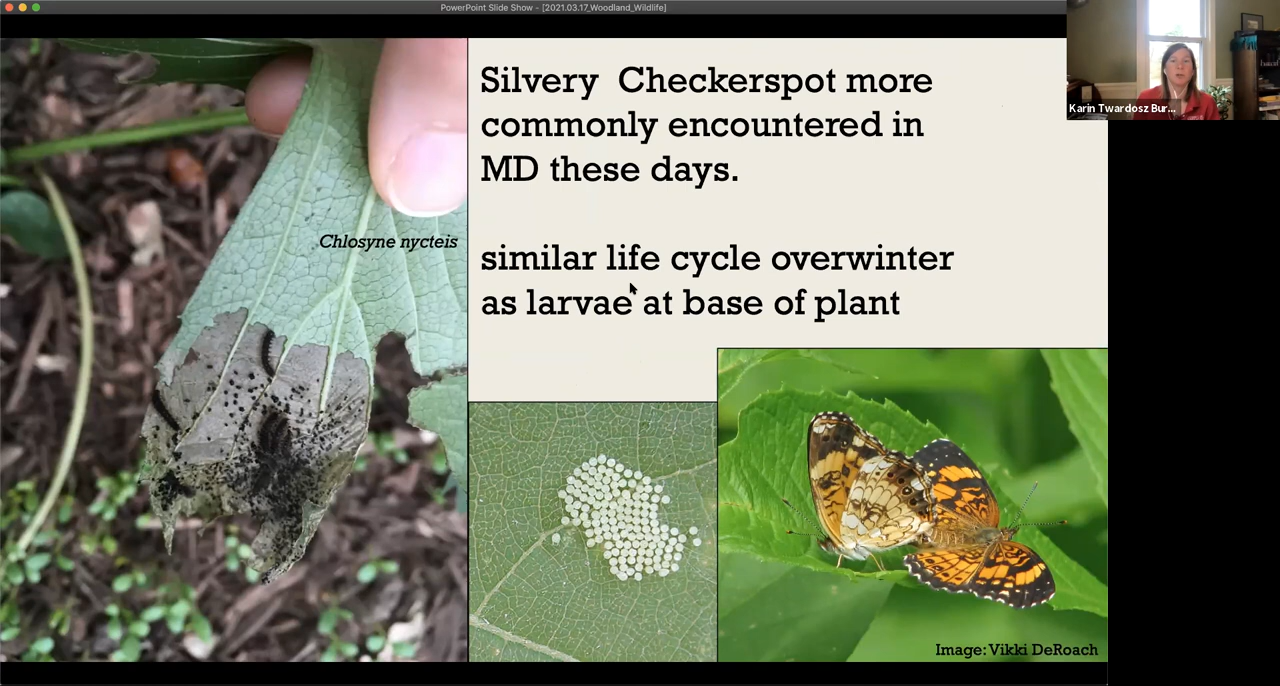 PowerPoint Slide Show - [2021.03.17_Woodland_Wildlife]
Karin Twardosz Bur...
Silvery Checkerspot more
commonly encountered in
MD these days.
Chlosyne nycteis
similar life cycle overwinter
as larvae at base of plant
Image: Vikki DeRoach